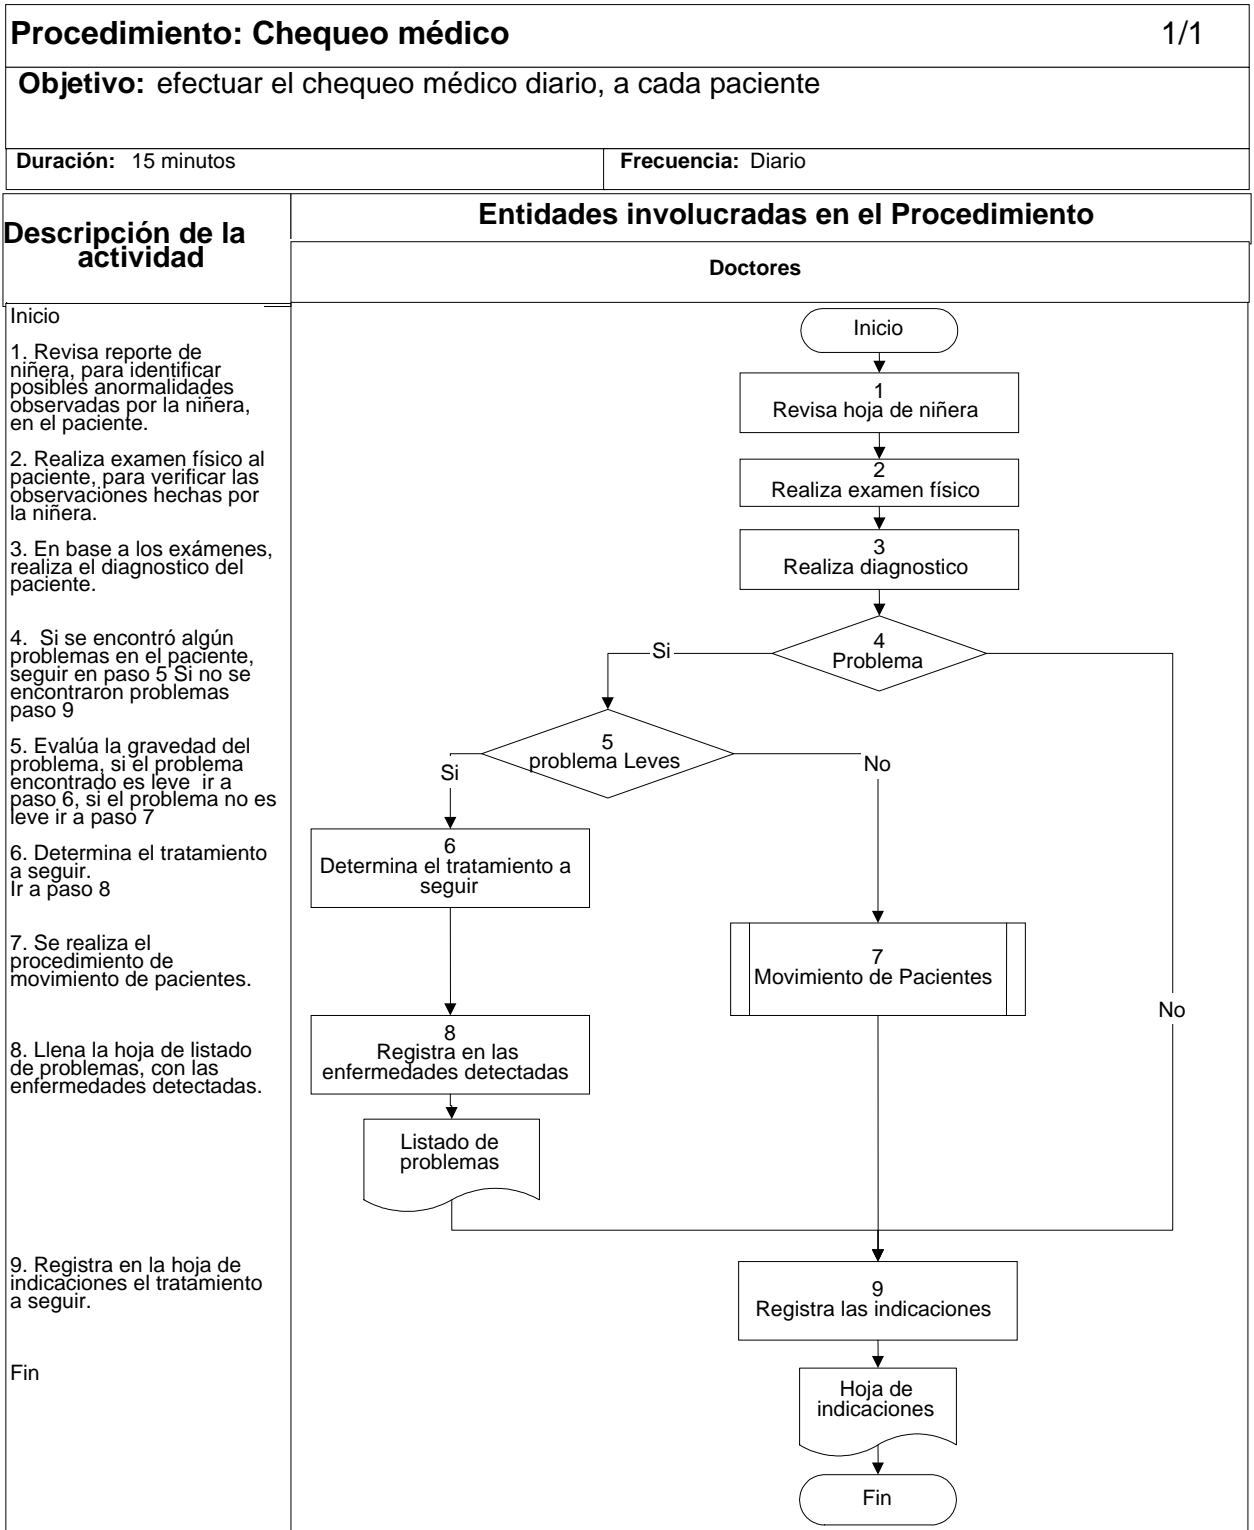 Procedimiento: Chequeo médico 1/1
Objetivo: efectuar el chequeo médico diario, a cada paciente
Duración: 15 minutos
Frecuencia: Diario
Descripción de la
actividad
Entidades involucradas en el Procedimiento
Doctores
Inicio
1. Revisa reporte de
niñera, para identificar
posibles anormalidades
observadas por la niñera,
en el paciente.
2. Realiza examen físico al
paciente, para verificar las
observaciones hechas por
la niñera.
3. En base a los exámenes,
realiza el diagnostico del
paciente.
4. Si se encontró algún
problemas en el paciente,
seguir en paso 5 Si no se
encontraron problemas
paso 9
5. Evalúa la gravedad del
problema, si el problema
encontrado es leve ir a
paso 6, si el problema no es
leve ir a paso 7
6. Determina el tratamiento
a seguir.
Ir a paso 8
7. Se realiza el
procedimiento de
movimiento de pacientes.
8. Llena la hoja de listado
de problemas, con las
enfermedades detectadas.
9. Registra en la hoja de
indicaciones el tratamiento
a seguir.
Fin
Inicio
1
Revisa hoja de niñera
2
Realiza examen físico
3
Realiza diagnostico
4
Problema
Si
5
problema Leves
Si
No
6
Determina el tratamiento a
seguir
7
Movimiento de Pacientes
No
8
Registra en las
enfermedades detectadas
Listado de
problemas
9
Registra las indicaciones
Hoja de
indicaciones
Fin